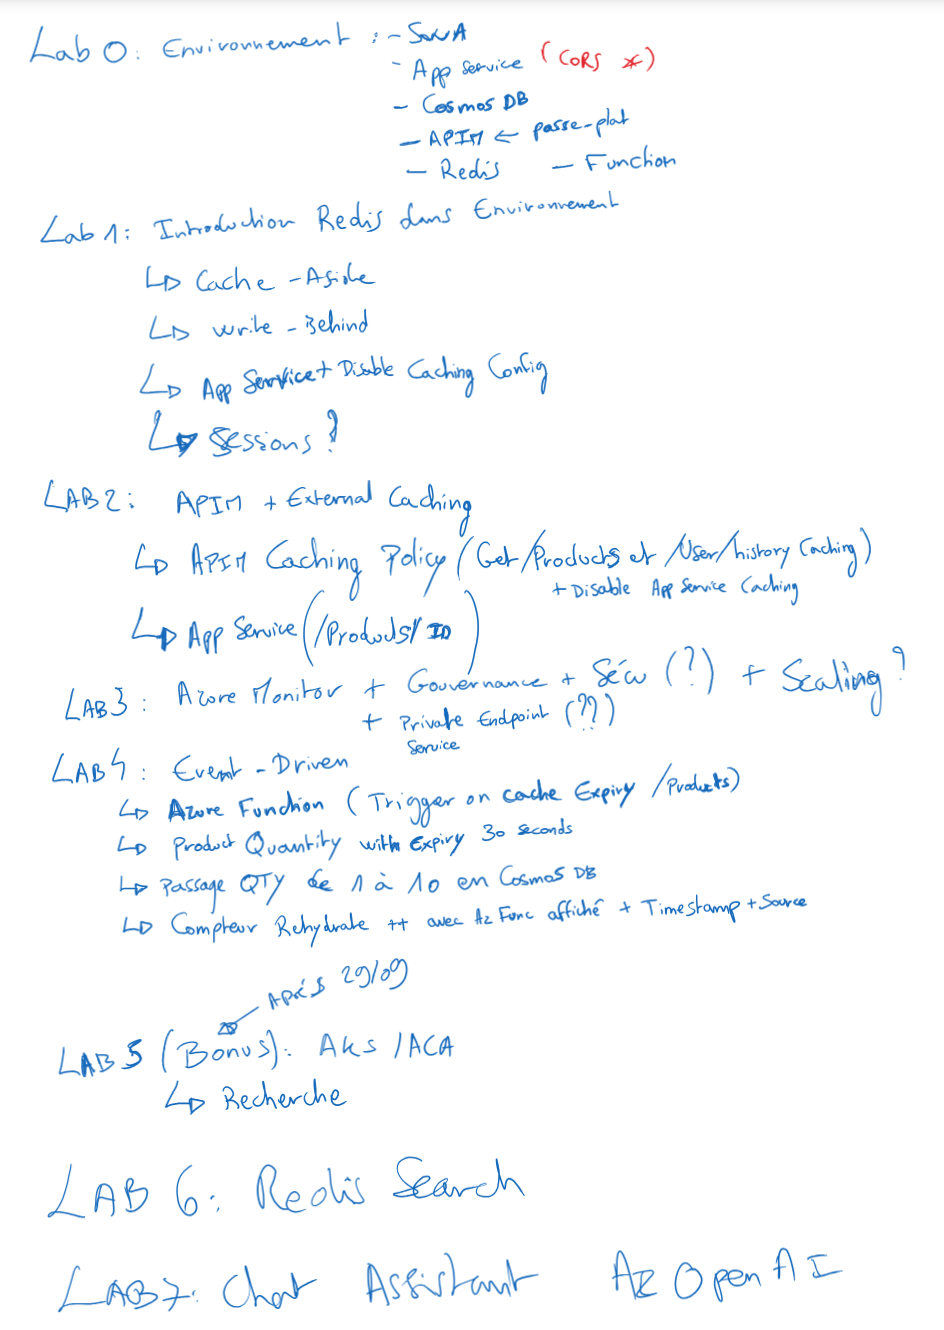 Lab 0: Environnement : - SWA
- App Service (CORS *)
- Cosmos DB
- APIM ← passe-plat
- Redis - Function
Lab 1: Introduction Redis dans Environnement
↳ Cache - Aside
↳ Write - Behind
↳ App Service + Disable Caching Config
↳ Sessions ?
LAB 2: APIM + External Caching
↳ APIM Caching Policy (Get/Products et /User/history Caching)
+ Disable App Service Caching
↳ App Service (/Products/ ID)
LAB 3: Azure Monitor + Gouvernance + Sécu (?) + Scaling ?
+ Private Endpoint (??)
Service
LAB 4: Event - Driven
↳ Azure Function (Trigger on cache Expiry /Products)
↳ Product Quantity with Expiry 30 seconds
↳ Passage QTY de 1 à 10 en Cosmos DB
↳ Compteur Rehydrate ++ avec Az Func affiché + Timestamp + Source
APRÈS 29/09
LAB 5 (Bonus): AKS / ACA
↳ Recherche
LAB 6: Redis Search
LAB 7: Chat Assistant Az OpenAI